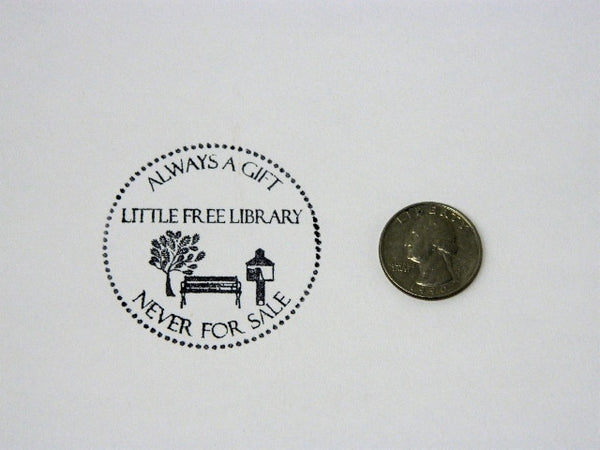 ALWAYS A GIFT
LITTLE FREE LIBRARY
NEVER FOR SALE
LIBERTY